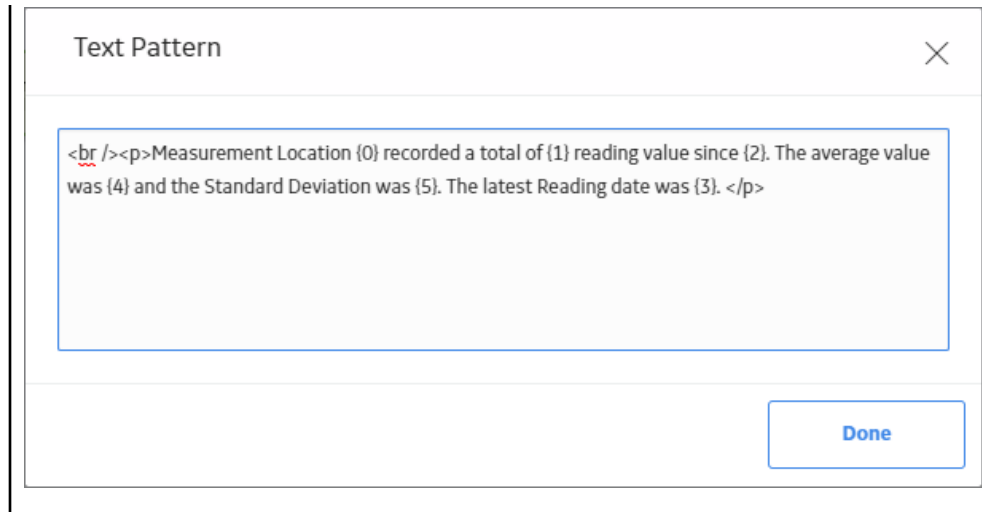 Text Pattern
<br /><p>Measurement Location {0} recorded a total of {1} reading value since {2}. The average value
was {4} and the Standard Deviation was {5}. The latest Reading date was {3}. </p>
Done